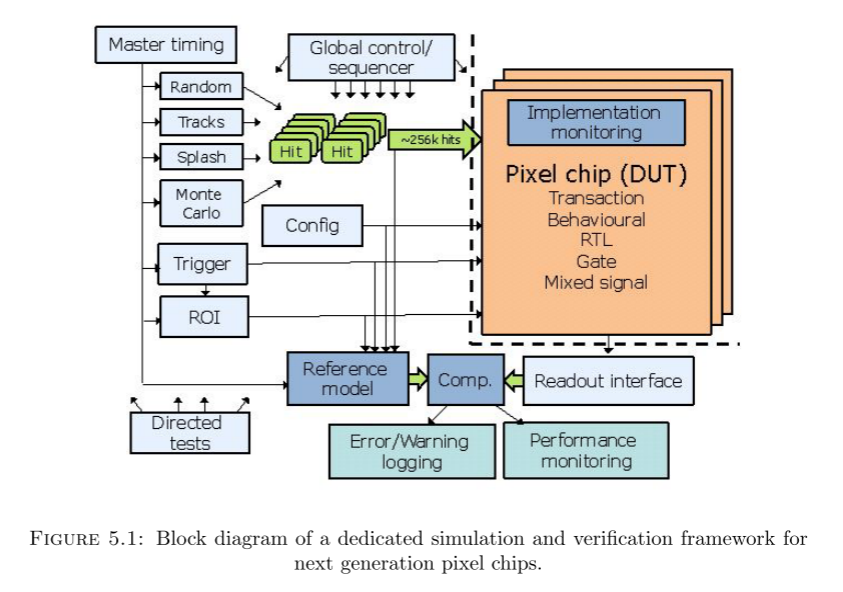 Master timing
Global control/
sequencer
Random
Tracks
Splash
Monte
Carlo
Hit
Hit
~256k hits
Implementation
monitoring
Pixel chip (DUT)
Transaction
Behavioural
RTL
Gate
Mixed signal
Config
Trigger
ROI
Reference
model
Comp.
Readout interface
Directed
tests
Error/Warning
logging
Performance
monitoring
FIGURE 5.1: Block diagram of a dedicated simulation and verification framework for
next generation pixel chips.